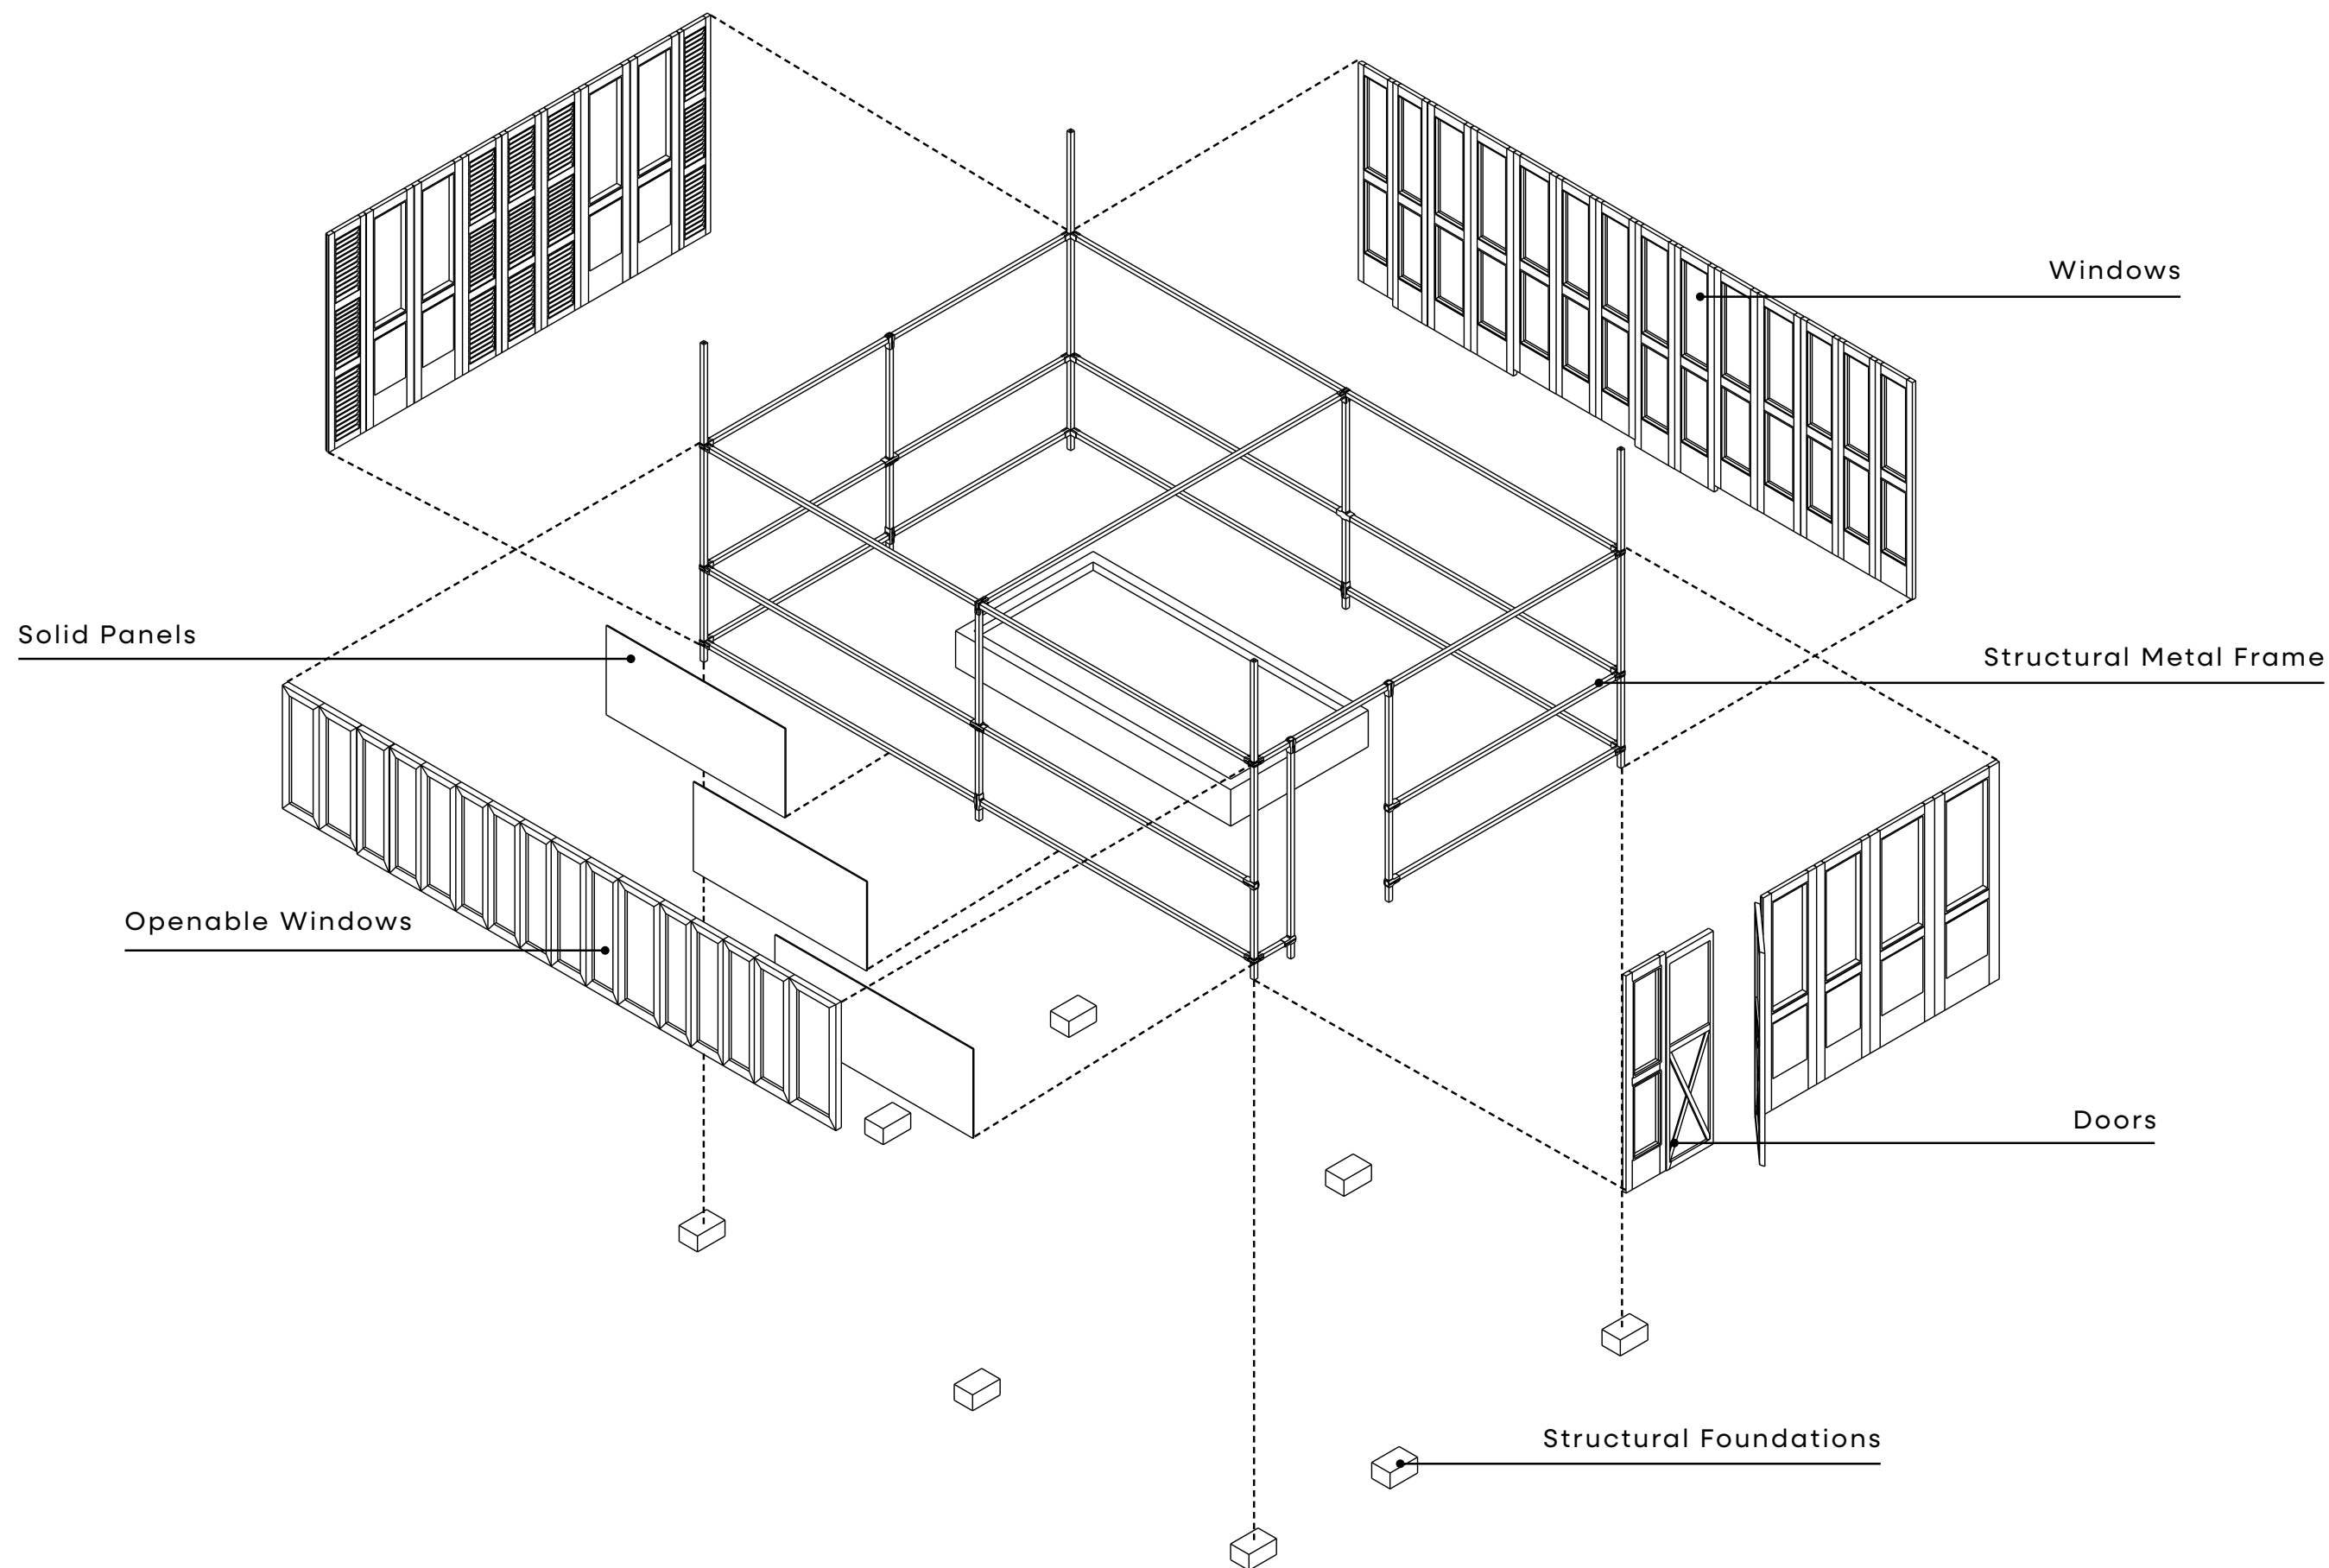 Windows
Solid Panels
Structural Metal Frame
Openable Windows
Doors
Structural Foundations